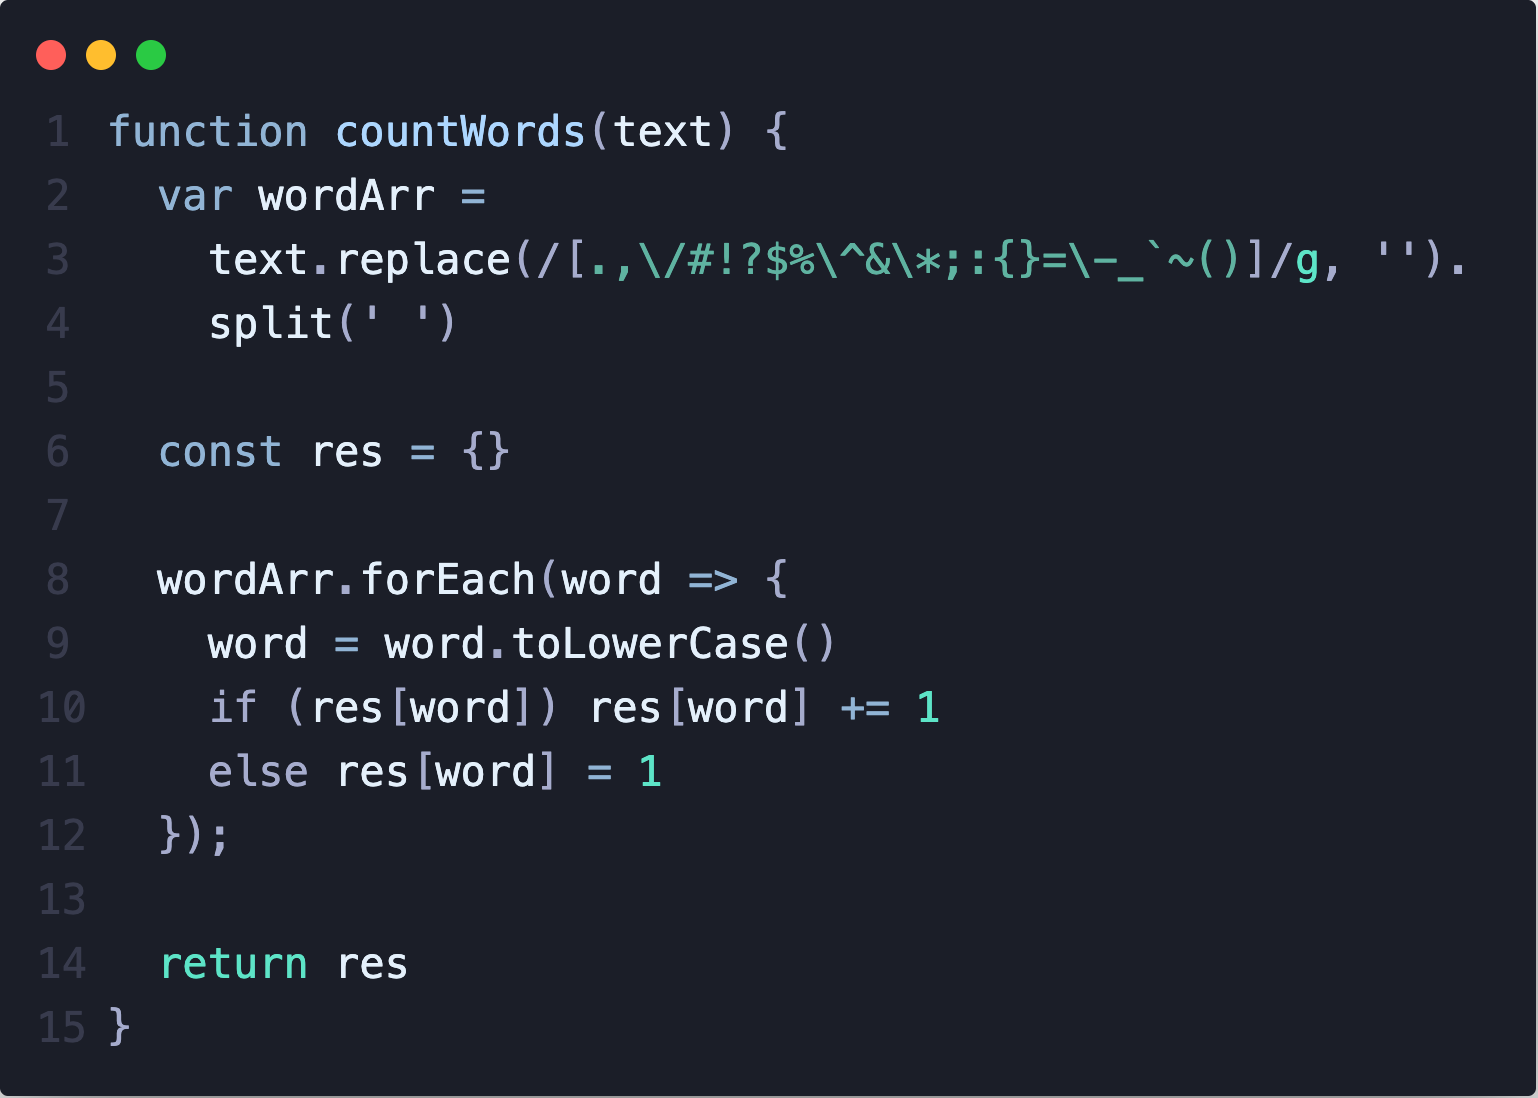 1 function countWords(text) {
2   var wordArr =
3     text.replace(/[.,\/#!?$%\^&\*;:{}=\-_`~()]/g, '').
4     split(' ')
5
6   const res = {}
7
8   wordArr.forEach(word => {
9     word = word.toLowerCase()
10     if (res[word]) res[word] += 1
11     else res[word] = 1
12   });
13
14   return res
15 }